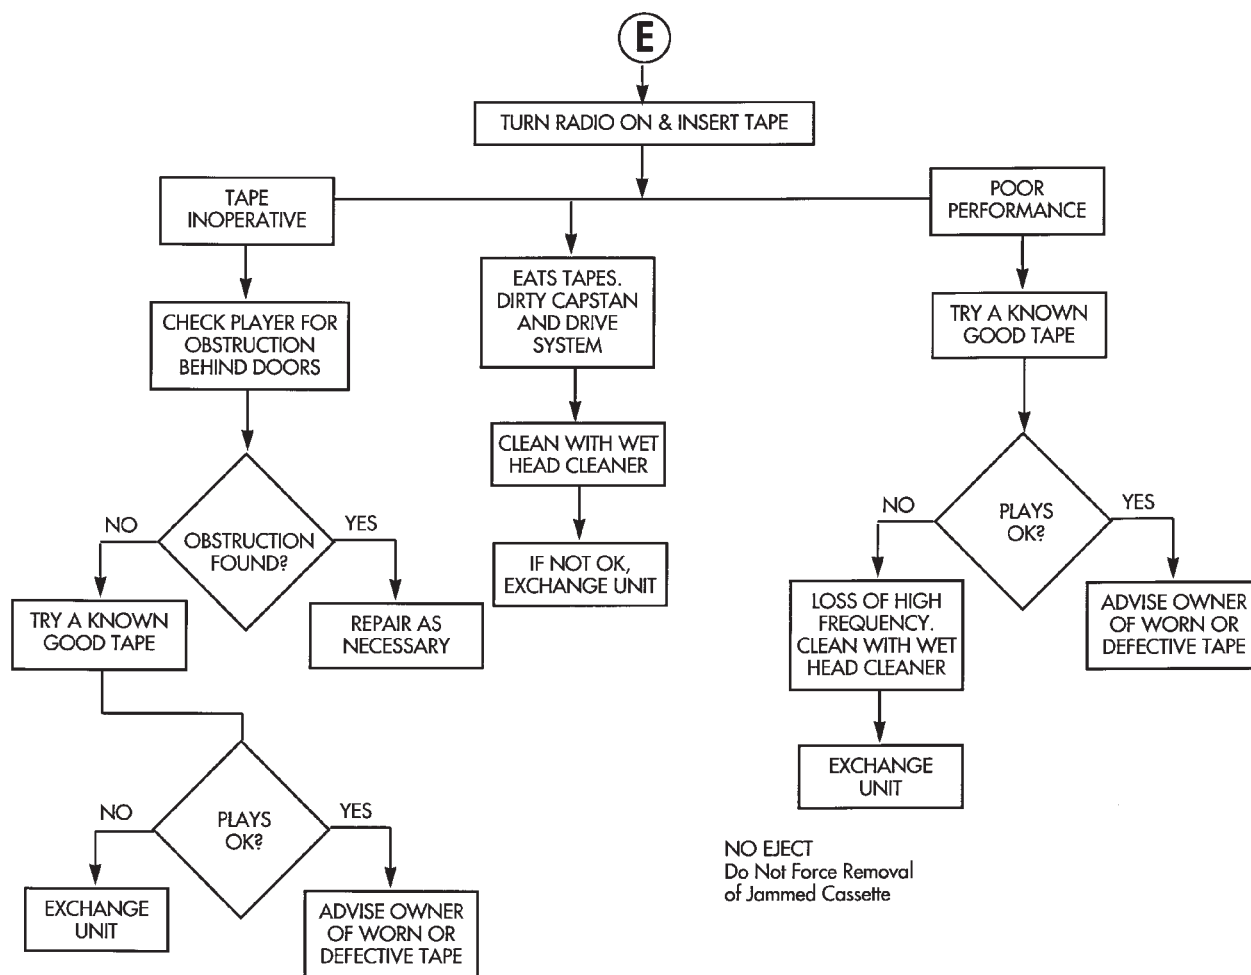 E
TURN RADIO ON & INSERT TAPE
TAPE
INOPERATIVE
CHECK PLAYER FOR
OBSTRUCTION
BEHIND DOORS
OBSTRUCTION
FOUND?
NO
YES
TRY A KNOWN
GOOD TAPE
REPAIR AS
NECESSARY
PLAYS
OK?
NO
YES
EXCHANGE
UNIT
ADVISE OWNER
OF WORN OR
DEFECTIVE TAPE
EATS TAPES.
DIRTY CAPSTAN
AND DRIVE
SYSTEM
CLEAN WITH WET
HEAD CLEANER
IF NOT OK,
EXCHANGE UNIT
POOR
PERFORMANCE
TRY A KNOWN
GOOD TAPE
PLAYS
OK?
NO
YES
LOSS OF HIGH
FREQUENCY.
CLEAN WITH WET
HEAD CLEANER
ADVISE OWNER
OF WORN OR
DEFECTIVE TAPE
EXCHANGE
UNIT
NO EJECT
Do Not Force Removal
of Jammed Cassette